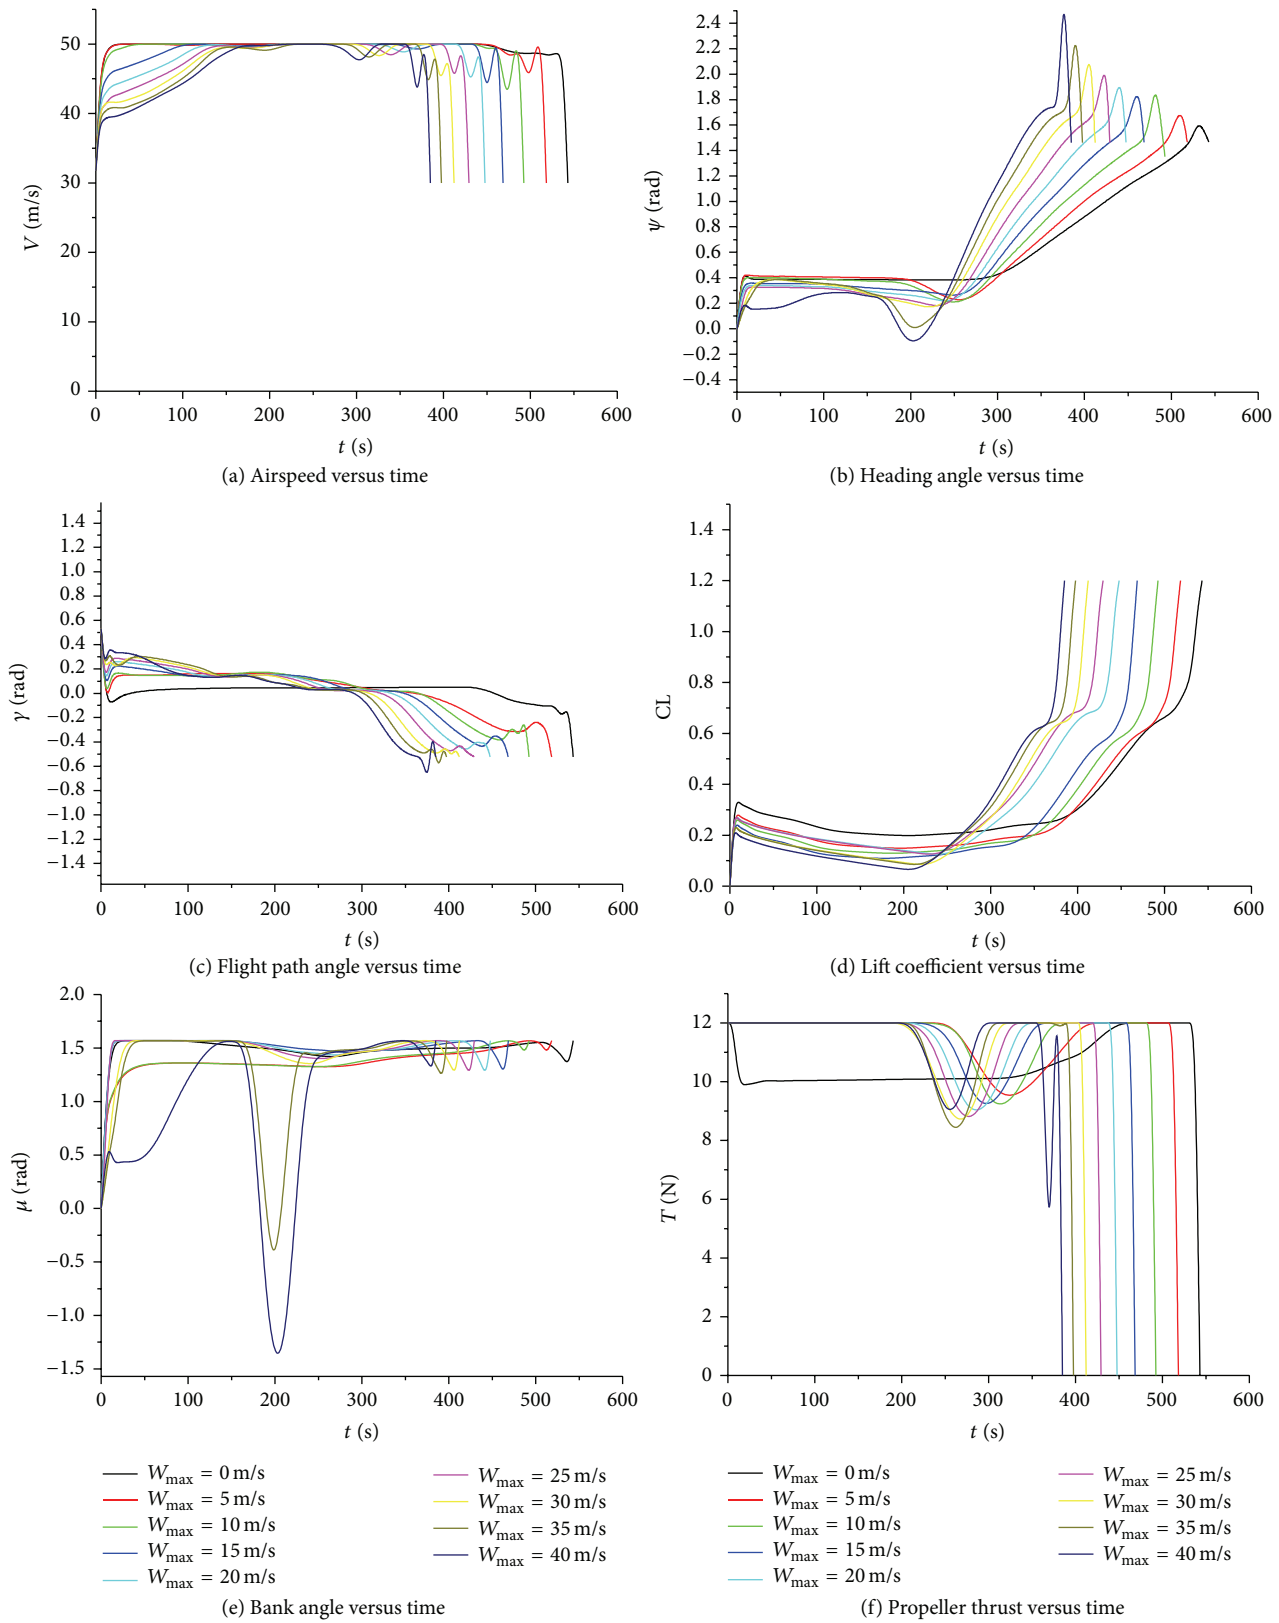 60
50
40
30
20
10
0
V (m/s)
0 100 200 300 400 500 600
t (s)
(a) Airspeed versus time
2.4
2.2
2.0
1.8
1.6
1.4
1.2
1.0
0.8
0.6
0.4
0.2
0.0
−0.2
−0.4
ψ (rad)
0 100 200 300 400 500 600
t (s)
(b) Heading angle versus time
1.4
1.2
1.0
0.8
0.6
0.4
0.2
0.0
−0.2
−0.4
−0.6
−0.8
−1.0
−1.2
−1.4
γ (rad)
0 100 200 300 400 500 600
t (s)
(c) Flight path angle versus time
1.4
1.2
1.0
0.8
0.6
0.4
0.2
0.0
CL
0 100 200 300 400 500 600
t (s)
(d) Lift coefficient versus time
2.0
1.5
1.0
0.5
0.0
−0.5
−1.0
−1.5
μ (rad)
0 100 200 300 400 500 600
t (s)
Wmax = 0 m/s
Wmax = 5 m/s
Wmax = 10 m/s
Wmax = 15 m/s
Wmax = 20 m/s
Wmax = 25 m/s
Wmax = 30 m/s
Wmax = 35 m/s
Wmax = 40 m/s
(e) Bank angle versus time
12
10
8
6
4
2
0
T (N)
0 100 200 300 400 500 600
t (s)
Wmax = 0 m/s
Wmax = 5 m/s
Wmax = 10 m/s
Wmax = 15 m/s
Wmax = 20 m/s
Wmax = 25 m/s
Wmax = 30 m/s
Wmax = 35 m/s
Wmax = 40 m/s
(f) Propeller thrust versus time